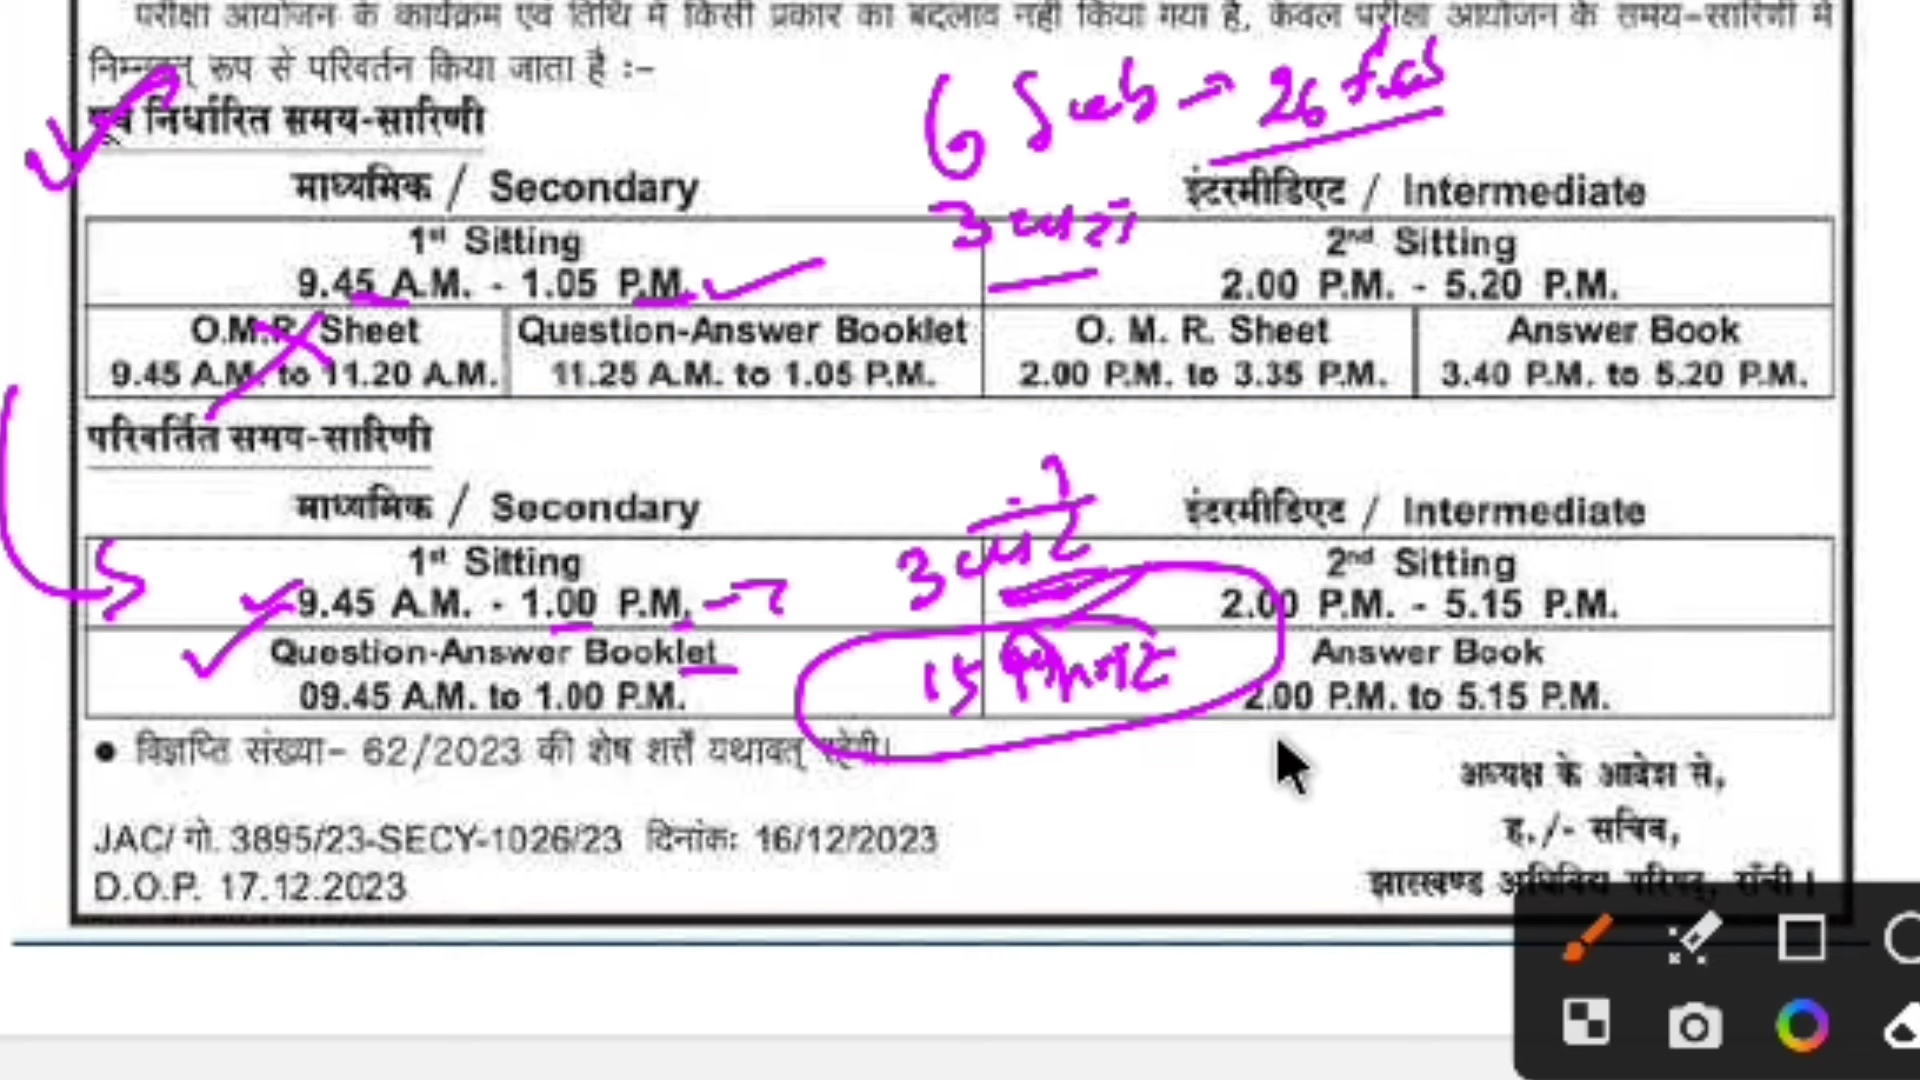 परीक्षा आयोजन के कार्यक्रम एवं तिथि में किसी प्रकार का बदलाव नहीं किया गया है, केवल परीक्षा आयोजन के समय-सारिणी में
निम्नवत् रूप से परिवर्तन किया जाता है :-
6 Sub - 26 feb
पूर्व निर्धारित समय-सारिणी
माध्यमिक / Secondary
इंटरमीडिएट / Intermediate
1st Sitting
2nd Sitting
9.45 A.M. - 1.05 P.M.
2.00 P.M. - 5.20 P.M.
O.M.R. Sheet
Question-Answer Booklet
O. M. R. Sheet
Answer Book
9.45 A.M. to 11.20 A.M.
11.25 A.M. to 1.05 P.M.
2.00 P.M. to 3.35 P.M.
3.40 P.M. to 5.20 P.M.
परिवर्तित समय-सारिणी
माध्यमिक / Secondary
इंटरमीडिएट / Intermediate
1st Sitting
2nd Sitting
9.45 A.M. - 1.00 P.M.
2.00 P.M. - 5.15 P.M.
Question-Answer Booklet
Answer Book
09.45 A.M. to 1.00 P.M.
2.00 P.M. to 5.15 P.M.
15
● विज्ञप्ति संख्या- 62/2023 की शेष शर्त्तें यथावत् रहेंगी।
अध्यक्ष के आदेश से,
ह./- सचिव,
JAC/ गो. 3895/23-SECY-1026/23 दिनांकः 16/12/2023
D.O.P. 17.12.2023
झारखण्ड अधिविद्य परिषद्, राँची।